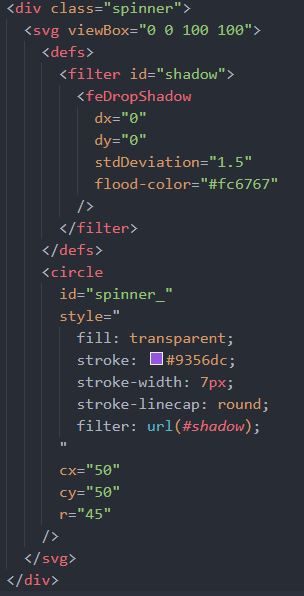 <div class="spinner">
  <svg viewBox="0 0 100 100">
    <defs>
      <filter id="shadow">
        <feDropShadow
          dx="0"
          dy="0"
          stdDeviation="1.5"
          flood-color="#fc6767"
        />
      </filter>
    </defs>
    <circle
      id="spinner_"
      style="
        fill: transparent;
        stroke: #9356dc;
        stroke-width: 7px;
        stroke-linecap: round;
        filter: url(#shadow);
      "
      cx="50"
      cy="50"
      r="45"
    />
  </svg>
</div>